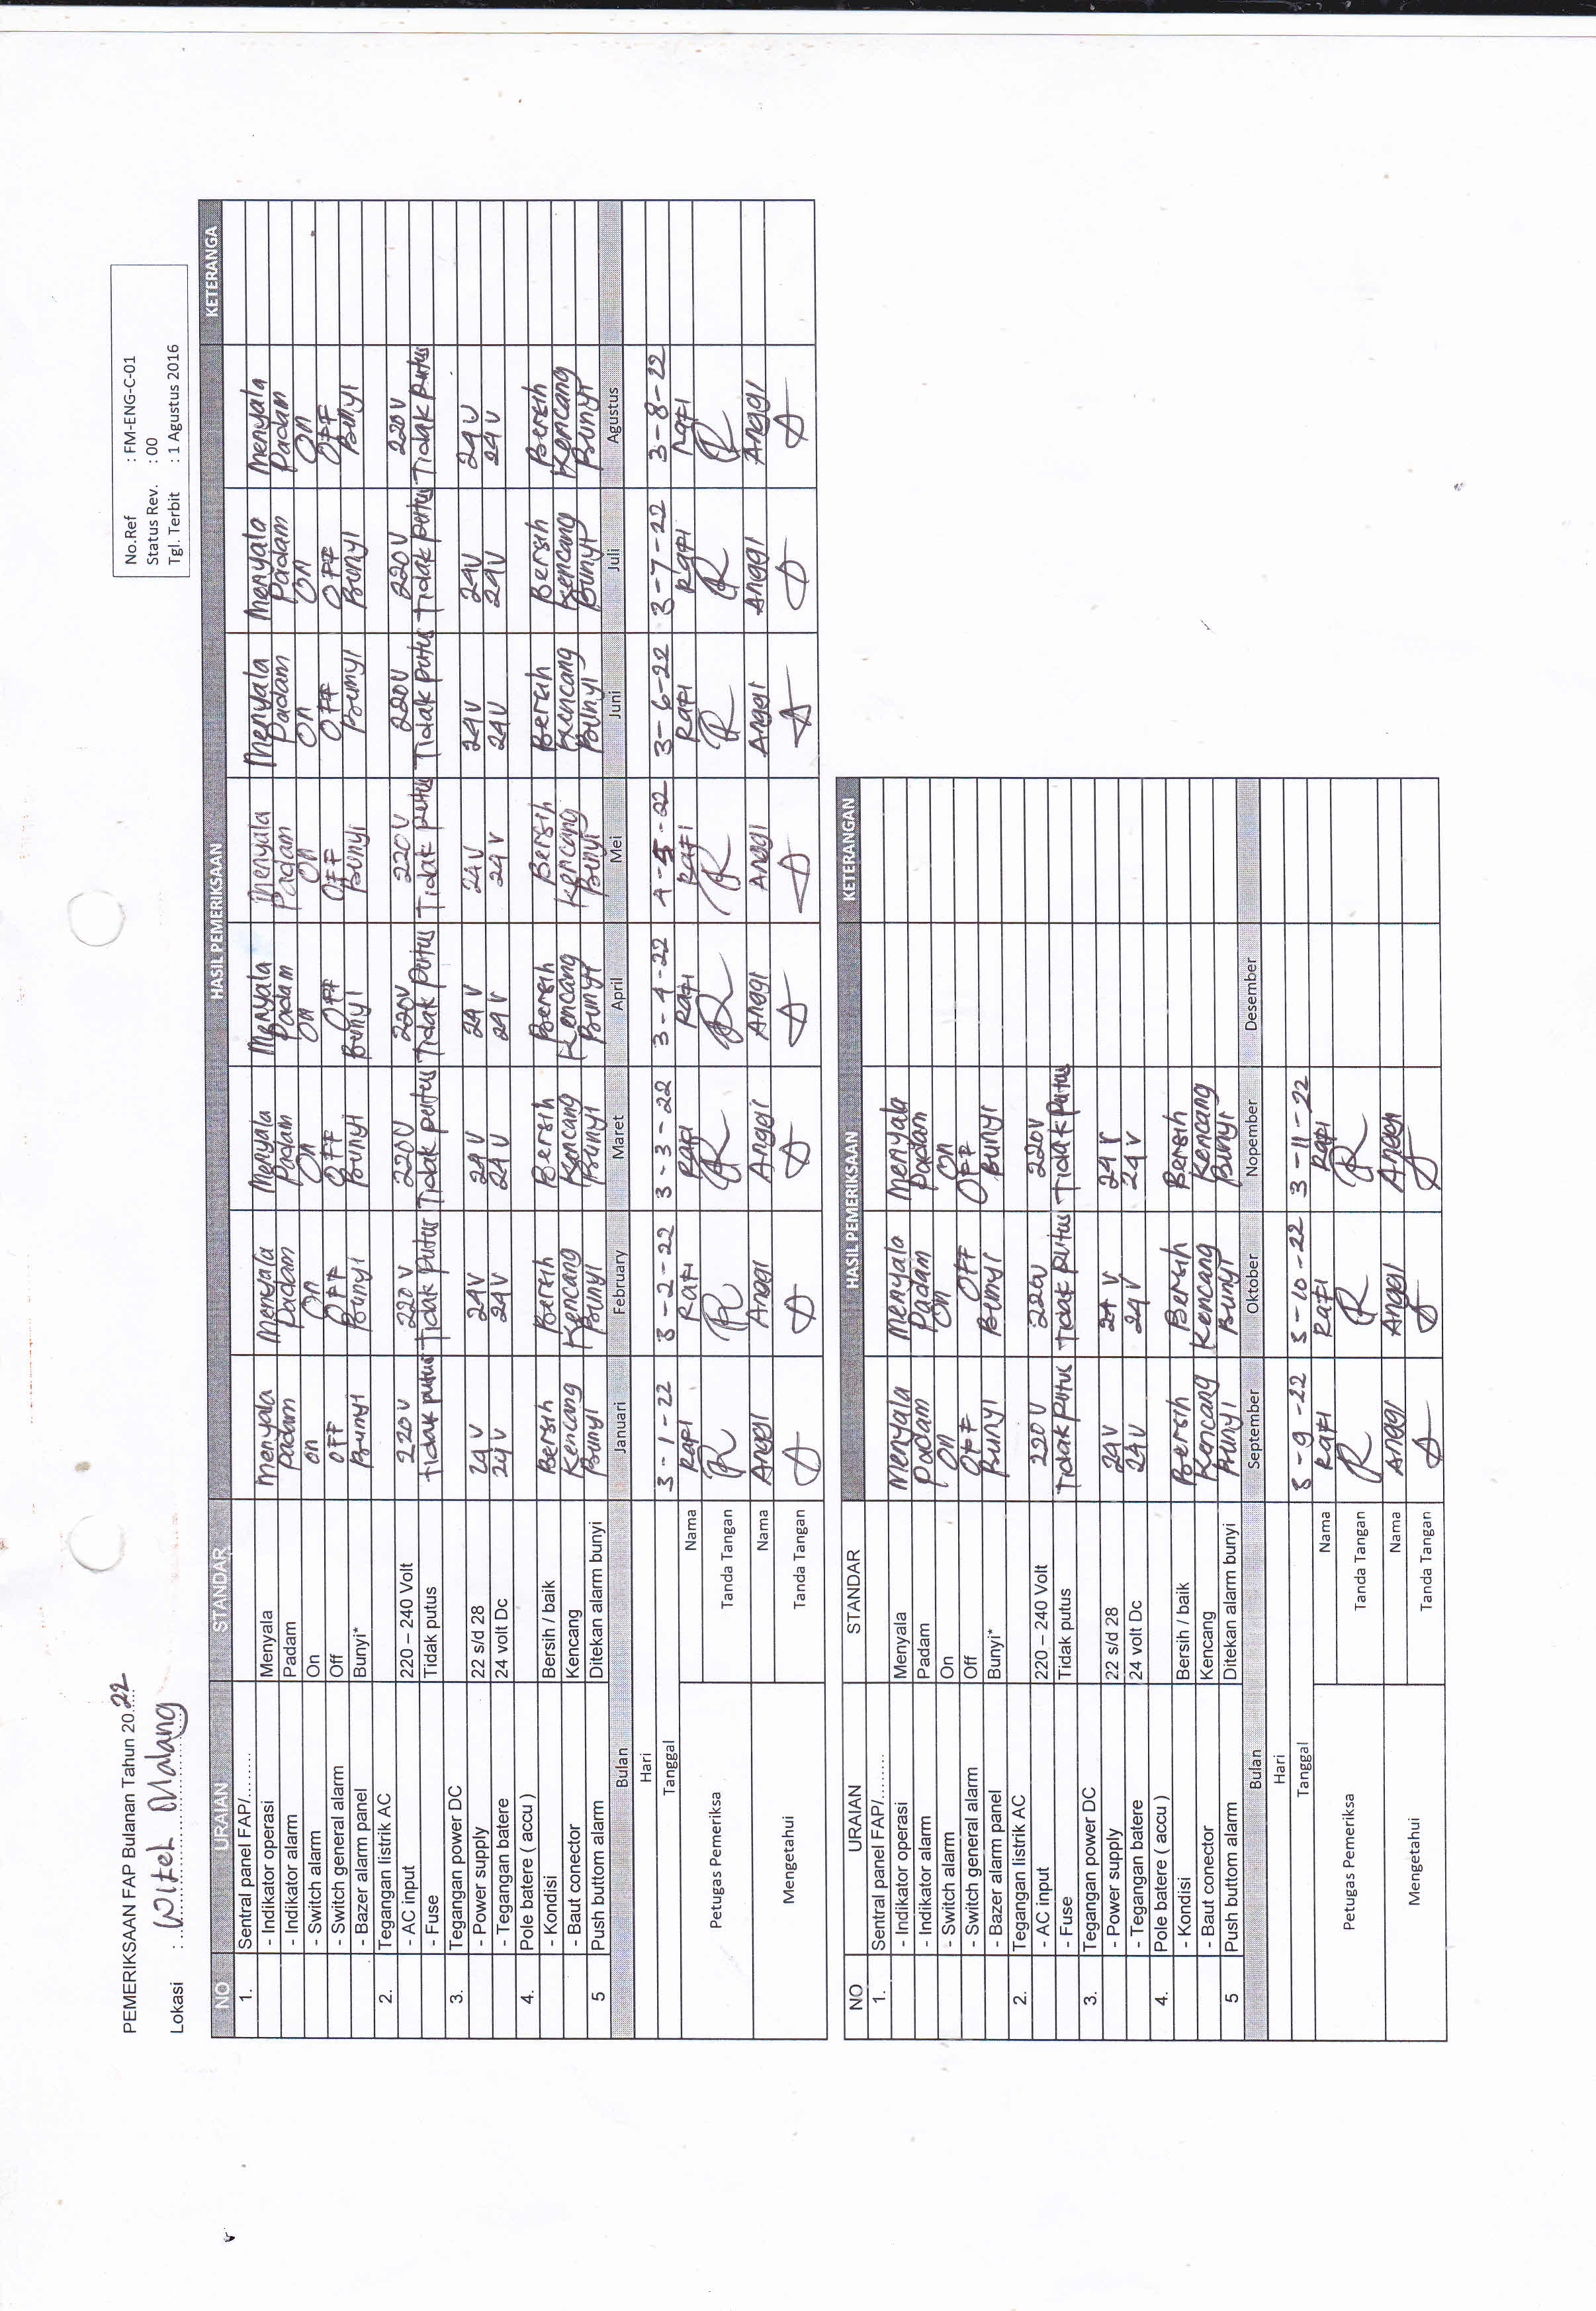 PEMERIKSAAN FAP Bulanan Tahun 20.22
Lokasi : Witel Malang
No.Ref : FM-ENG-C-01
Status Rev. : 00
Tgl. Terbit : 1 Agustus 2016
NO URAIAN STANDAR HASIL PEMERIKSAAN KETERANGA
1. Sentral panel FAP/........
- Indikator operasi Menyala Menyala Menyala Menyala Menyala Menyala Menyala Menyala Menyala
- Indikator alarm Padam Padam Padam Padam Padam Padam Padam Padam Padam
- Switch alarm On On On On On On On On On
- Switch general alarm Off OFF OFF OFF OFF OFF OFF OFF OFF
- Bazer alarm panel Bunyi* Bunyi Bunyi Bunyi Bunyi Bunyi Bunyi Bunyi Bunyi
2. Tegangan listrik AC
- AC input 220 – 240 Volt 220 V 220 V 220V 220V 220V 220V 220 V 220 V
- Fuse Tidak putus Tidak putus Tidak putus Tidak putus Tidak putus Tidak putus Tidak putus Tidak putus Tidak putus
3. Tegangan power DC
- Power supply 22 s/d 28 24 V 24V 24 V 24 V 24V 24V 24V 24V
- Tegangan batere 24 volt Dc 24 V 24V 24 V 24 V 24 V 24V 24V 24 V
4. Pole batere ( accu )
- Kondisi Bersih / baik Bersih Bersih Bersih Bersih Bersih Bersih Bersih Bersih
- Baut conector Kencang Kencang Kencang Kencang Kencang Kencang Kencang Kencang Kencang
5 Push buttom alarm Ditekan alarm bunyi Bunyi Bunyi Bunyi Bunyi Bunyi Bunyi Bunyi Bunyi
Bulan Januari February Maret April Mei Juni Juli Agustus
Hari
Tanggal 3-1-22 3-2-22 3-3-22 3-4-22 4-5-22 3-6-22 3-7-22 3-8-22
Petugas Pemeriksa Nama Rafi Rafi Rafi Rafi Rafi Rafi Rafi Rafi
Tanda Tangan
Mengetahui Nama Anggi Anggi Anggi Anggi Anggi Anggi Anggi Anggi
Tanda Tangan
NO URAIAN STANDAR HASIL PEMERIKSAAN KETERANGAN
1. Sentral panel FAP/........
- Indikator operasi Menyala Menyala Menyala Menyala
- Indikator alarm Padam Padam Padam Padam
- Switch alarm On On On On
- Switch general alarm Off OFF OFF OFF
- Bazer alarm panel Bunyi* Bunyi Bunyi Bunyi
2. Tegangan listrik AC
- AC input 220 – 240 Volt 220 V 220V 220V
- Fuse Tidak putus Tidak putus Tidak putus Tidak putus
3. Tegangan power DC
- Power supply 22 s/d 28 24V 24 V 24 V
- Tegangan batere 24 volt Dc 24V 24V 24 V
4. Pole batere ( accu )
- Kondisi Bersih / baik Bersih Bersih Bersih
- Baut conector Kencang Kencang Kencang Kencang
5 Push buttom alarm Ditekan alarm bunyi Bunyi Bunyi Bunyi
Bulan September Oktober Nopember Desember
Hari
Tanggal 3-9-22 3-10-22 3-11-22
Petugas Pemeriksa Nama Rafi Rafi Rafi
Tanda Tangan
Mengetahui Nama Anggi Anggi Anggi
Tanda Tangan